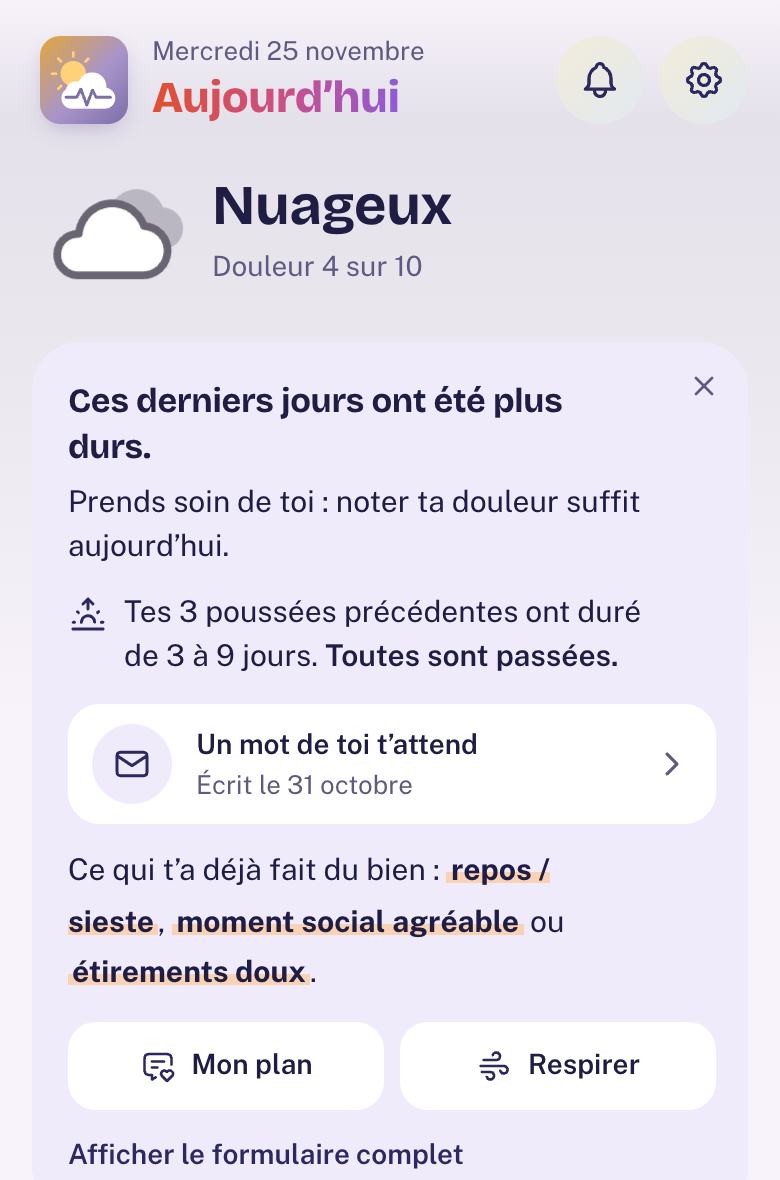 Mercredi 25 novembre
Aujourd’hui
Nuageux
Douleur 4 sur 10
Ces derniers jours ont été plus
durs.
Prends soin de toi : noter ta douleur suffit
aujourd’hui.
Tes 3 poussées précédentes ont duré
de 3 à 9 jours. Toutes sont passées.
Un mot de toi t’attend
Écrit le 31 octobre
Ce qui t’a déjà fait du bien : repos /
sieste, moment social agréable ou
étirements doux.
Mon plan
Respirer
Afficher le formulaire complet